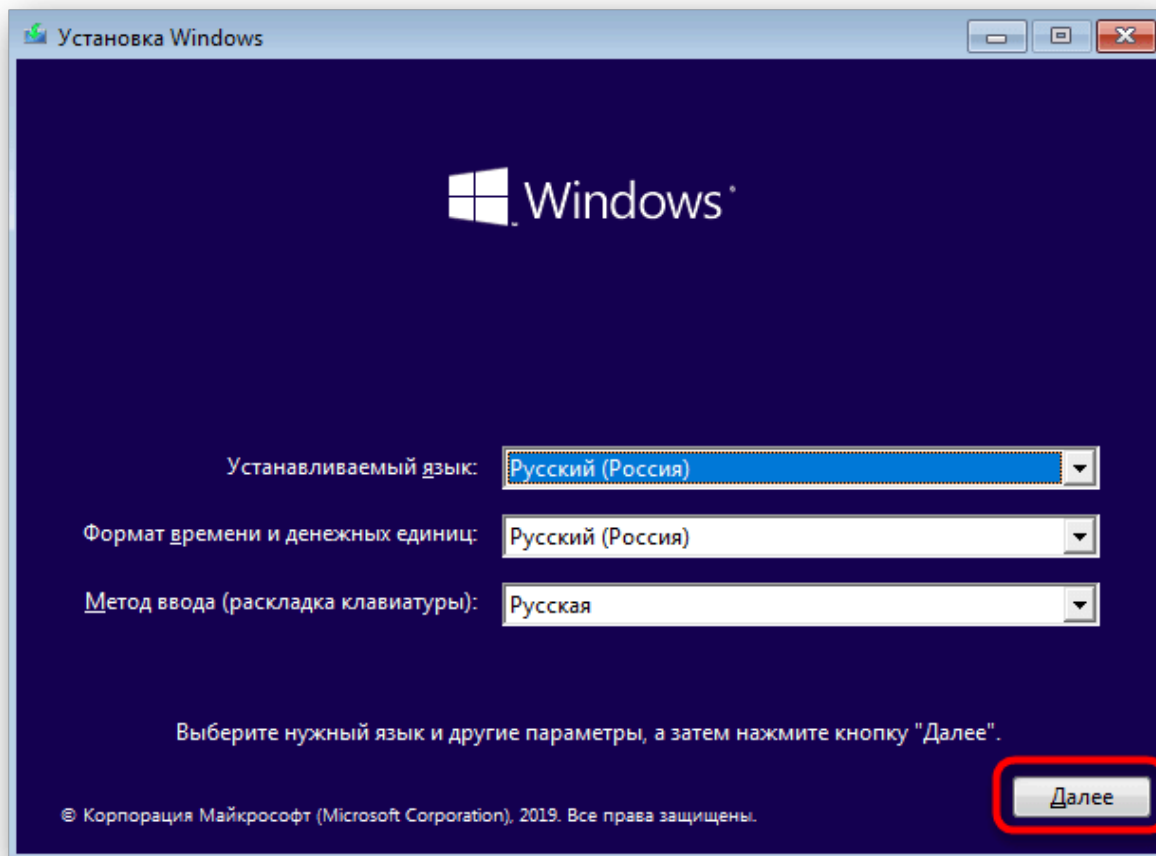 Установка Windows
Windows
Устанавливаемый язык: Русский (Россия)
Формат времени и денежных единиц: Русский (Россия)
Метод ввода (раскладка клавиатуры): Русская
Выберите нужный язык и другие параметры, а затем нажмите кнопку "Далее".
Далее
© Корпорация Майкрософт (Microsoft Corporation), 2019. Все права защищены.